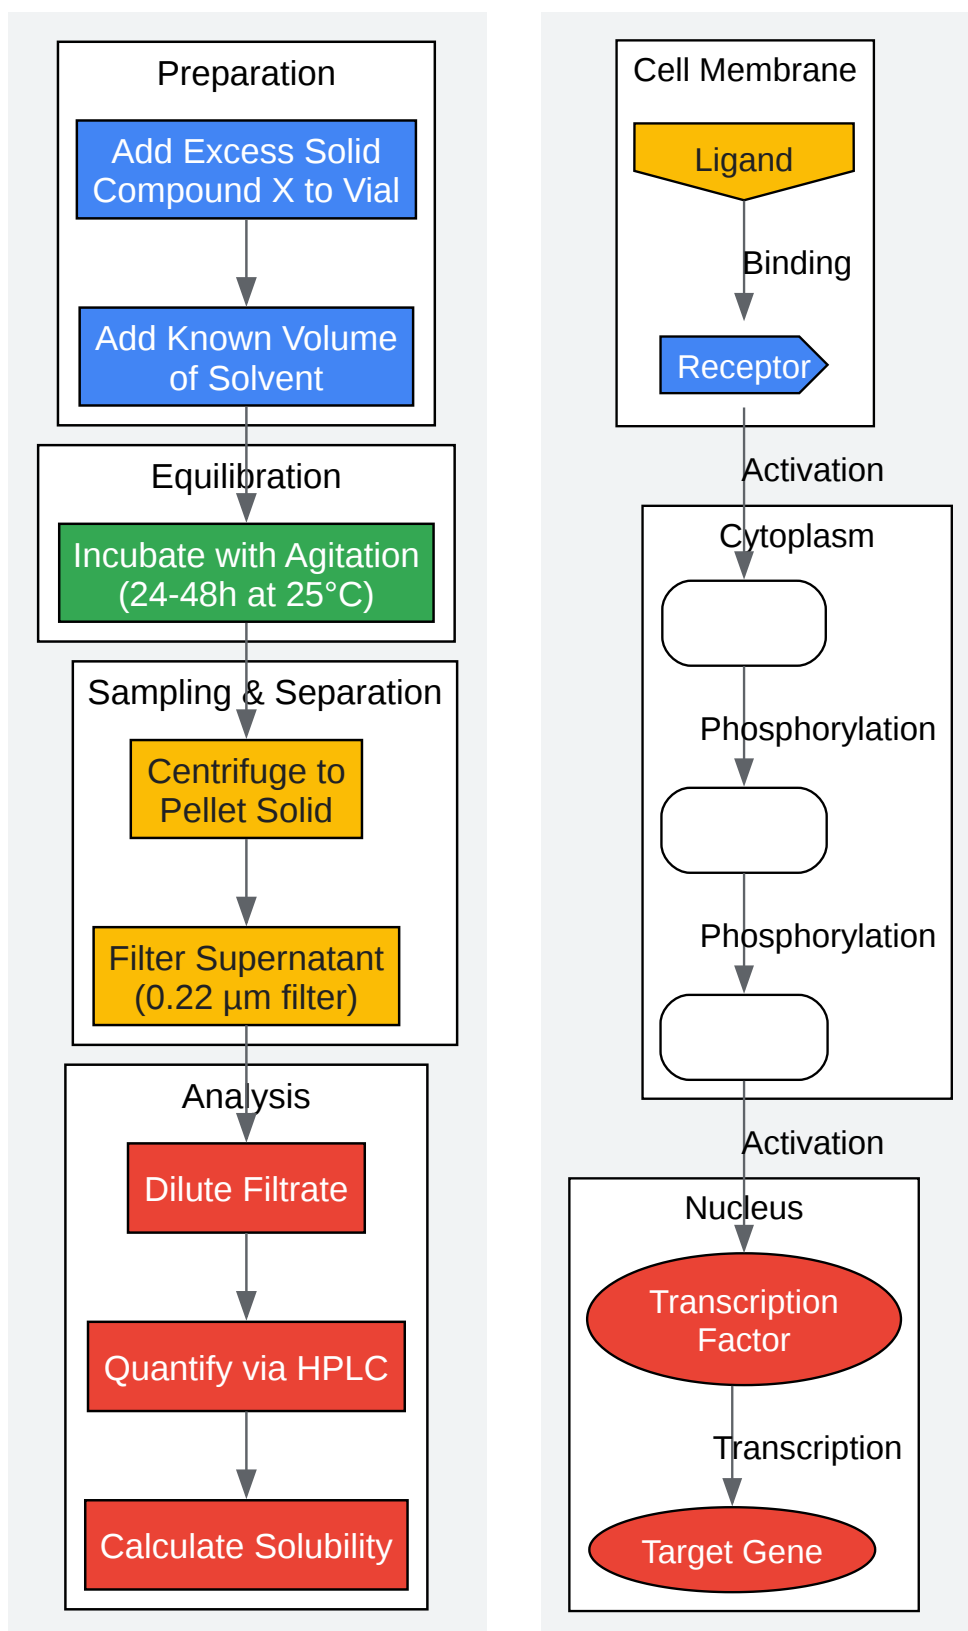 Preparation
Add Excess Solid
Compound X to Vial
Add Known Volume
of Solvent
Equilibration
Incubate with Agitation
(24-48h at 25°C)
Sampling & Separation
Centrifuge to
Pellet Solid
Filter Supernatant
(0.22 µm filter)
Analysis
Dilute Filtrate
Quantify via HPLC
Calculate Solubility
Cell Membrane
Ligand
Binding
Receptor
Activation
Cytoplasm
Phosphorylation
Phosphorylation
Activation
Nucleus
Transcription
Factor
Transcription
Target Gene